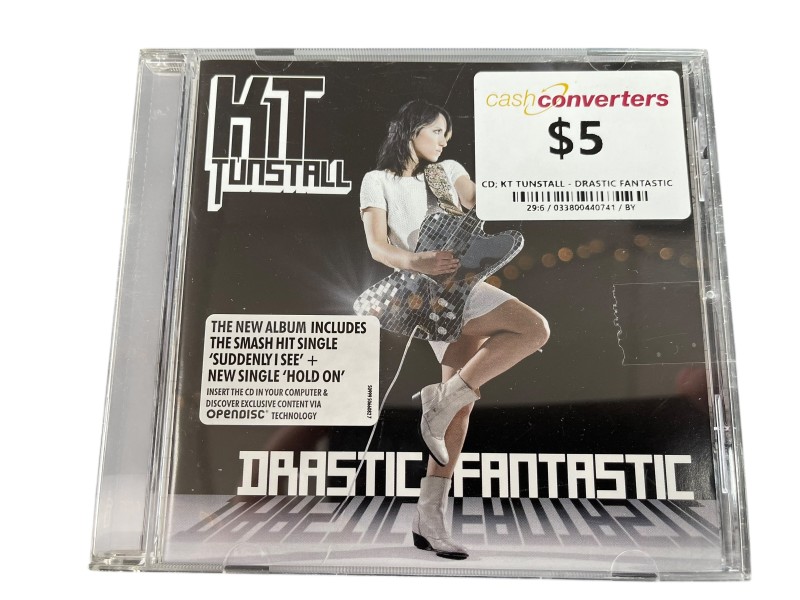 KT
TUNSTALL
cashconverters
$5
CD; KT TUNSTALL - DRASTIC FANTASTIC
29:6 / 033800440741 / BY
THE NEW ALBUM INCLUDES
THE SMASH HIT SINGLE
'SUDDENLY I SEE' +
NEW SINGLE 'HOLD ON'
INSERT THE CD IN YOUR COMPUTER &
DISCOVER EXCLUSIVE CONTENT VIA
OPENDISC® TECHNOLOGY
DRASTIC FANTASTIC